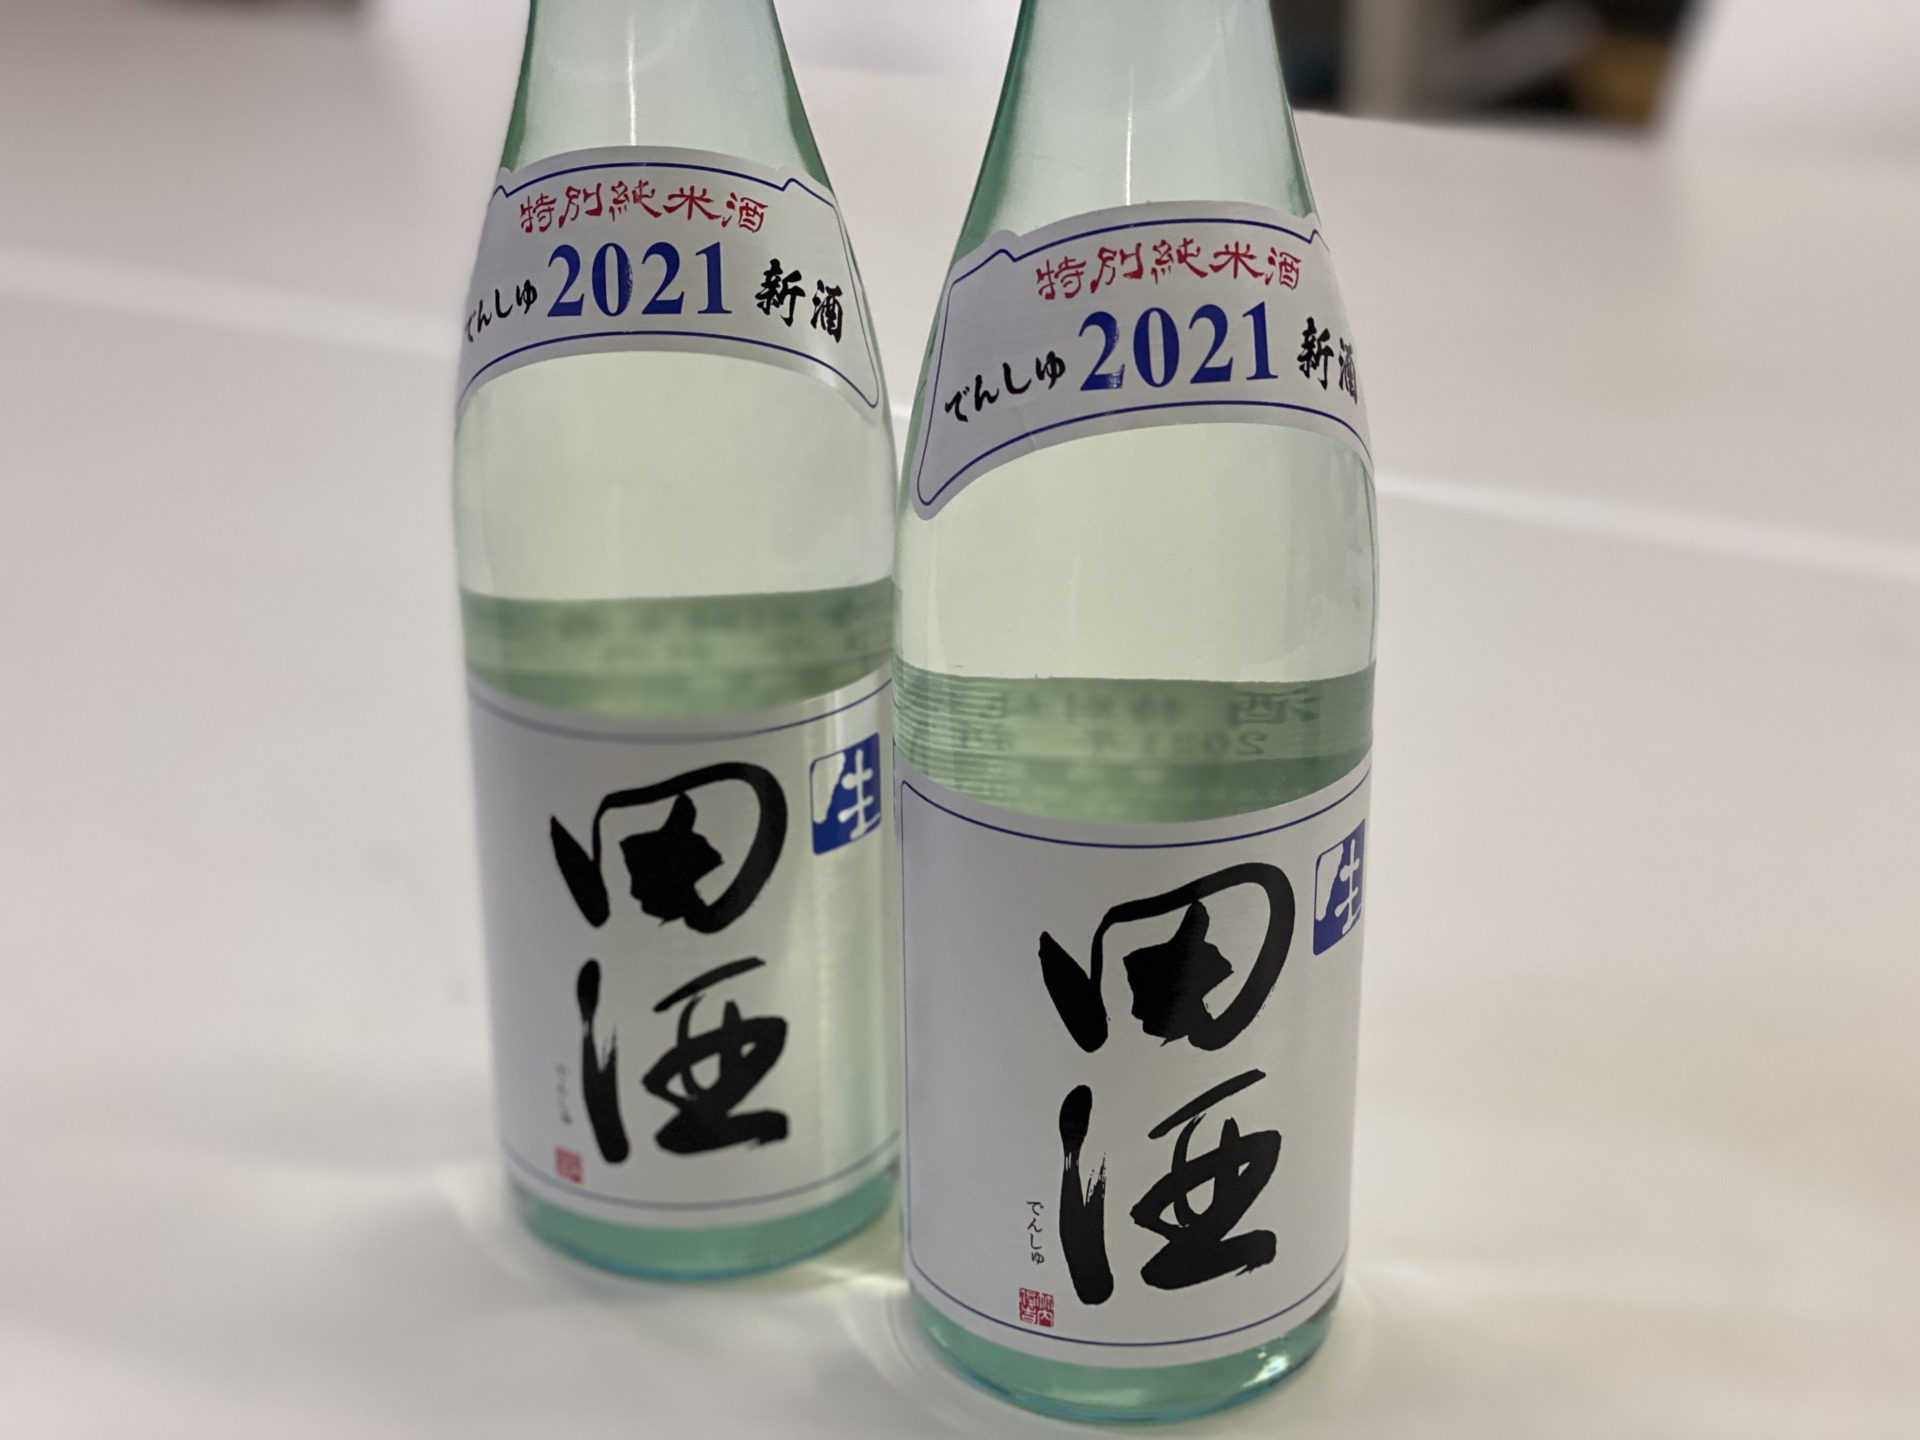 特別純米酒
でんしゅ 2021 新酒
生
田酒
特別純米酒
でんしゅ 2021 新酒
生
田酒
でんしゅ